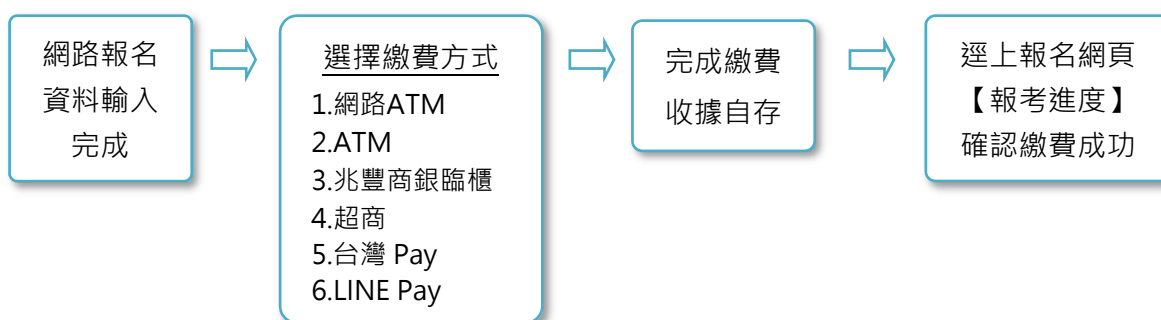 網路報名
資料輸入
完成
選擇繳費方式
1.網路ATM
2.ATM
3.兆豐商銀臨櫃
4.超商
5.台灣 Pay
6.LINE Pay
完成繳費
收據自存
逕上報名網頁
【報考進度】
確認繳費成功